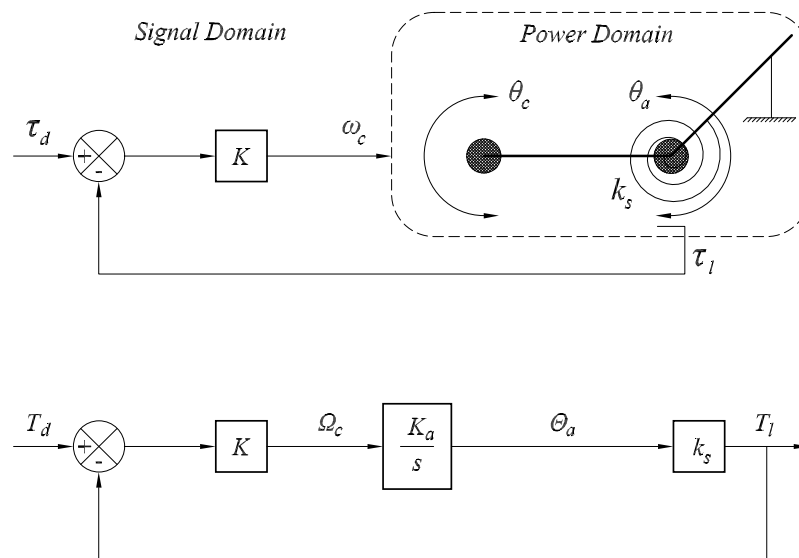 Signal Domain
Power Domain
θc
θa
τd
+
-
K
ωc
ks
τl
Td
+
-
K
Ωc
Ka
s
Θa
ks
Tl